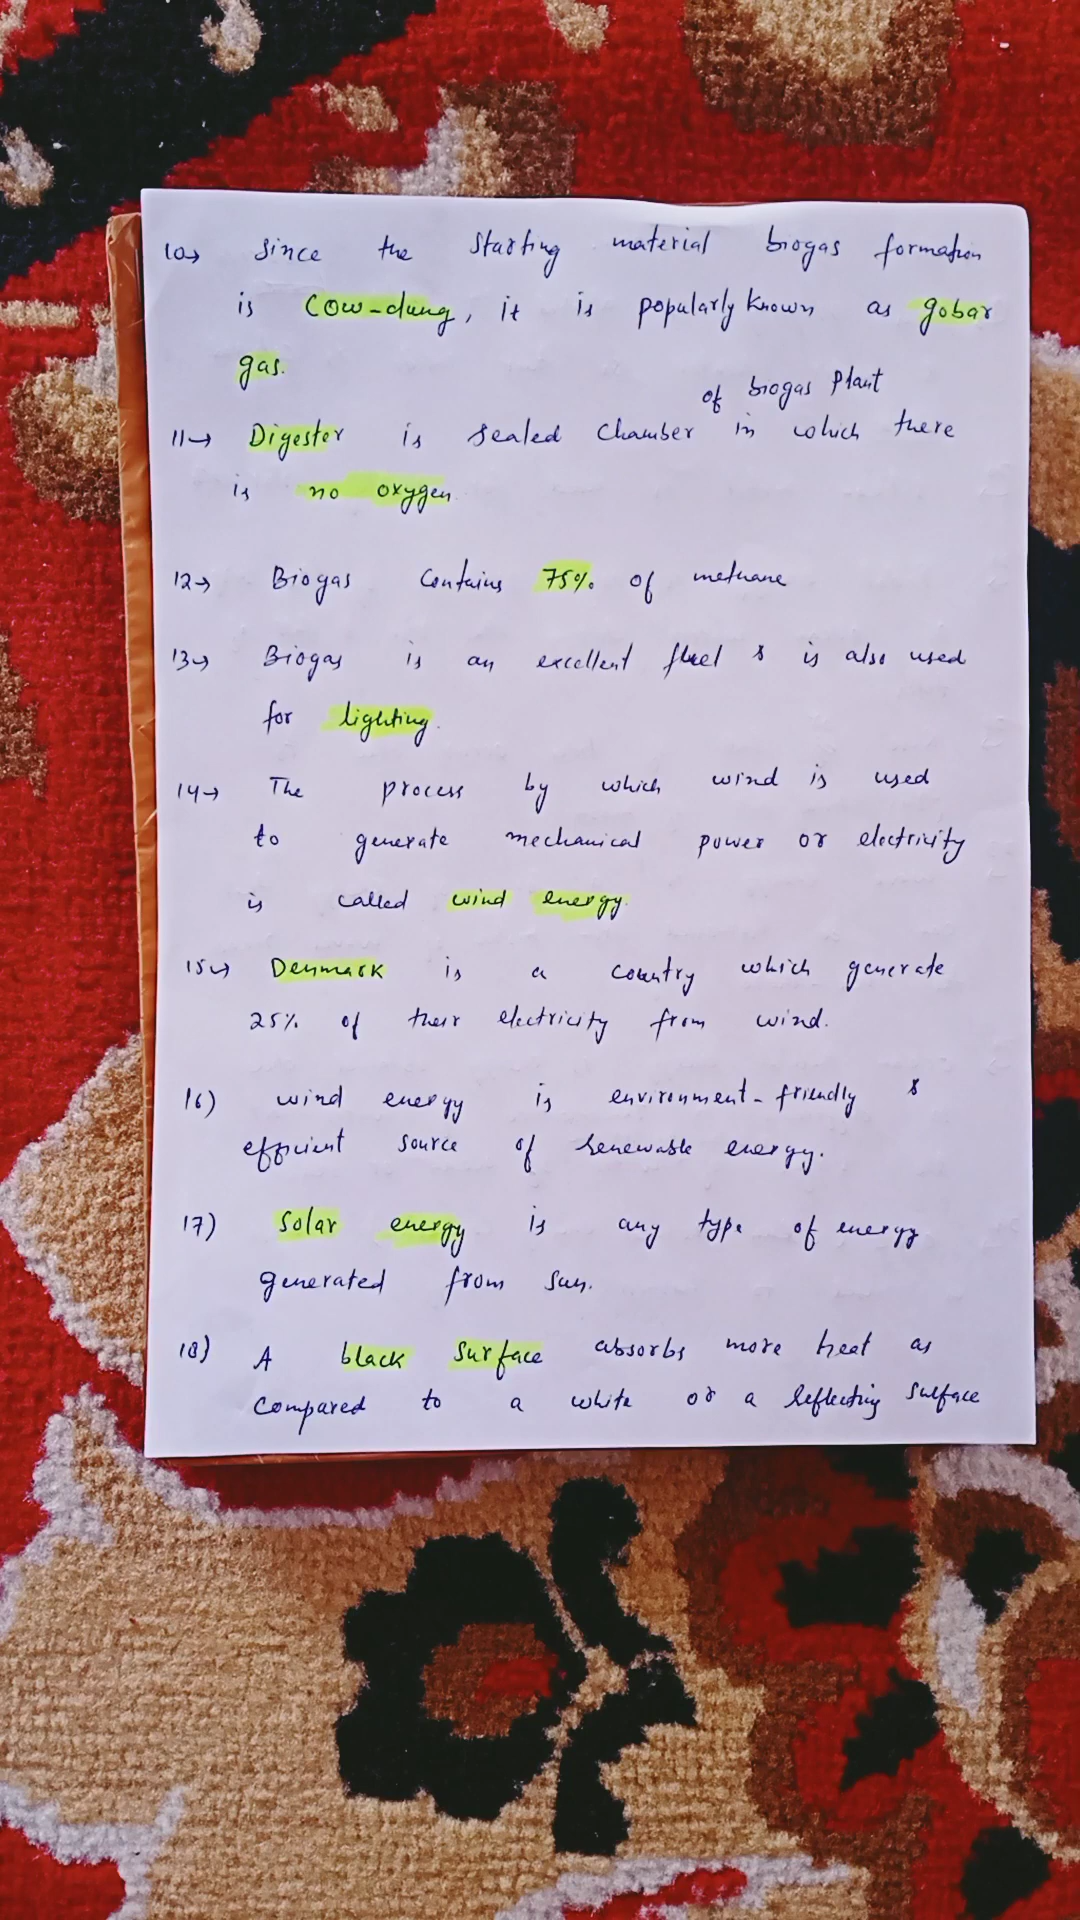 10→ Since the starting material biogas formation
is cow-dung, it is popularly known as gobar
gas.
of biogas Plant
11→ Digester is sealed chamber in which there
is no oxygen.
12→ Biogas contains 75% of methane
13→ Biogas is an excellent fuel & is also used
for lighting.
14→ The process by which wind is used
to generate mechanical power or electricity
is called wind energy.
15→ Denmark is a country which generate
25% of their electricity from wind.
16) wind energy is environment-friendly &
efficient source of renewable energy.
17) Solar energy is any type of energy
generated from sun.
18) A black surface absorbs more heat as
compared to a white or a reflecting surface